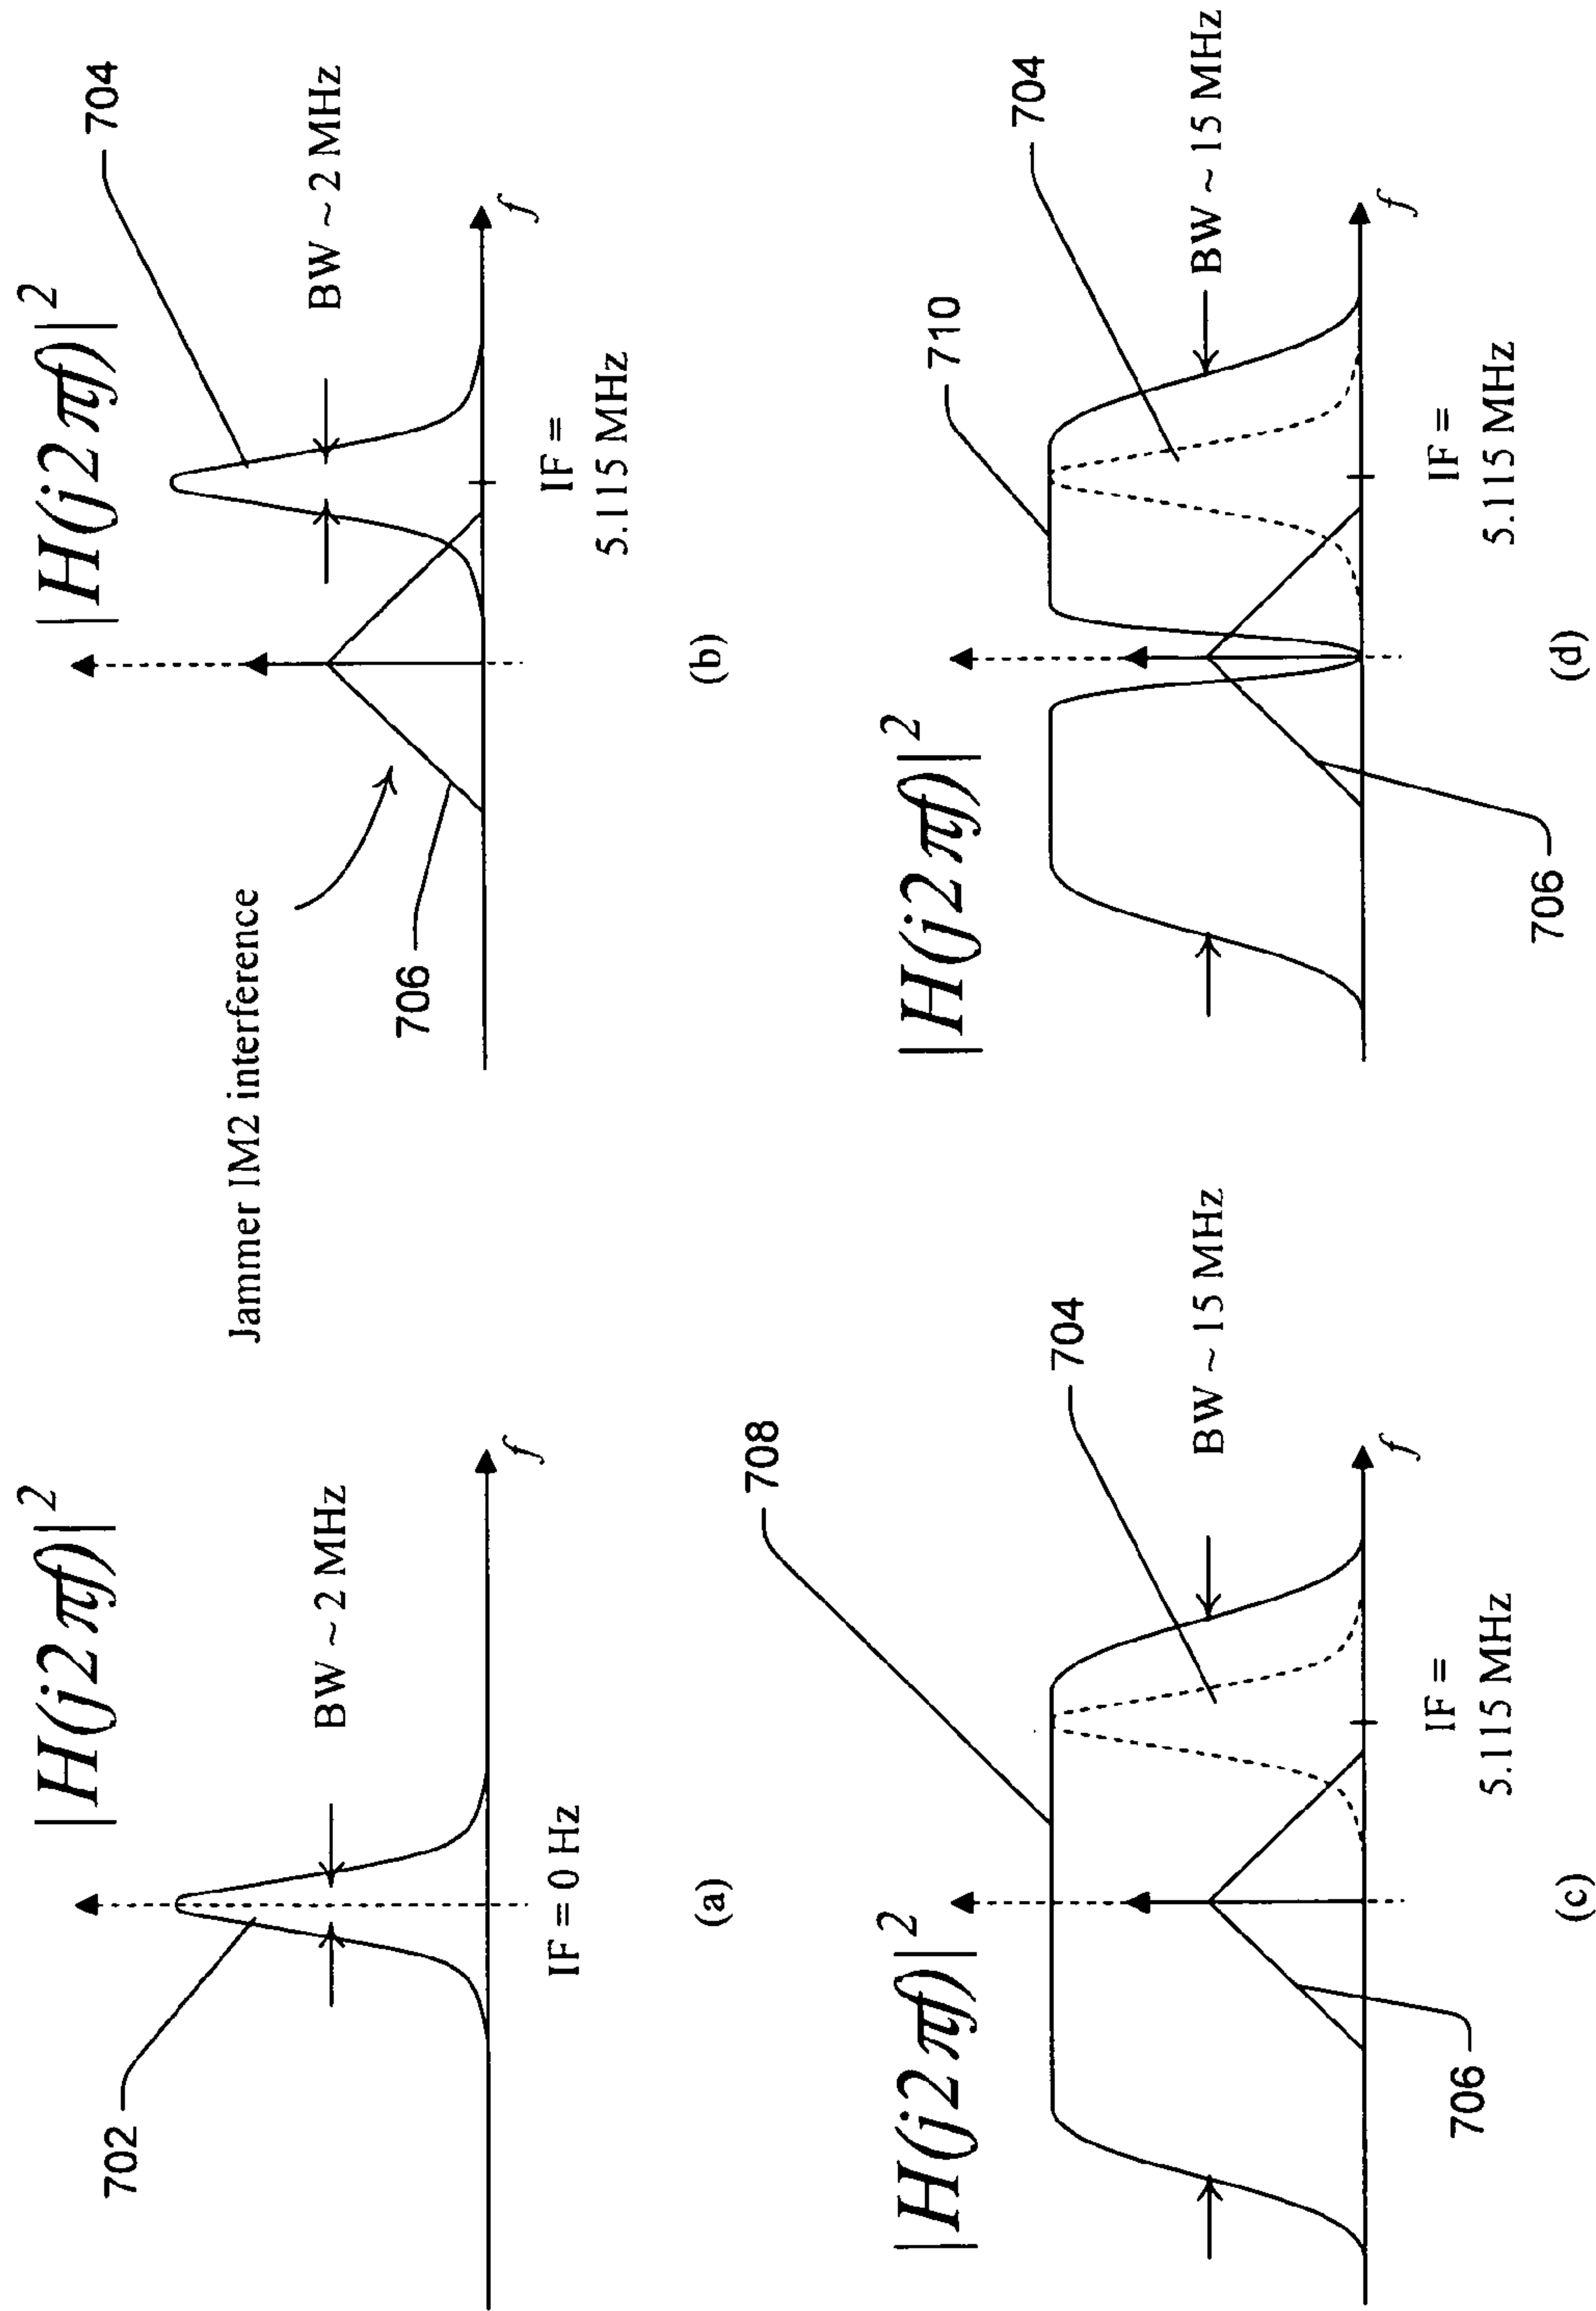 |H(j2πf)|²
702
BW ~ 2 MHz
f
IF = 0 Hz
(a)
|H(j2πf)|²
704
BW ~ 2 MHz
Jammer IM2 interference
706
f
IF =
5.115 MHz
(b)
|H(j2πf)|²
708
704
BW ~ 15 MHz
f
706
IF =
5.115 MHz
(c)
|H(j2πf)|²
710
704
BW ~ 15 MHz
f
706
IF =
5.115 MHz
(d)